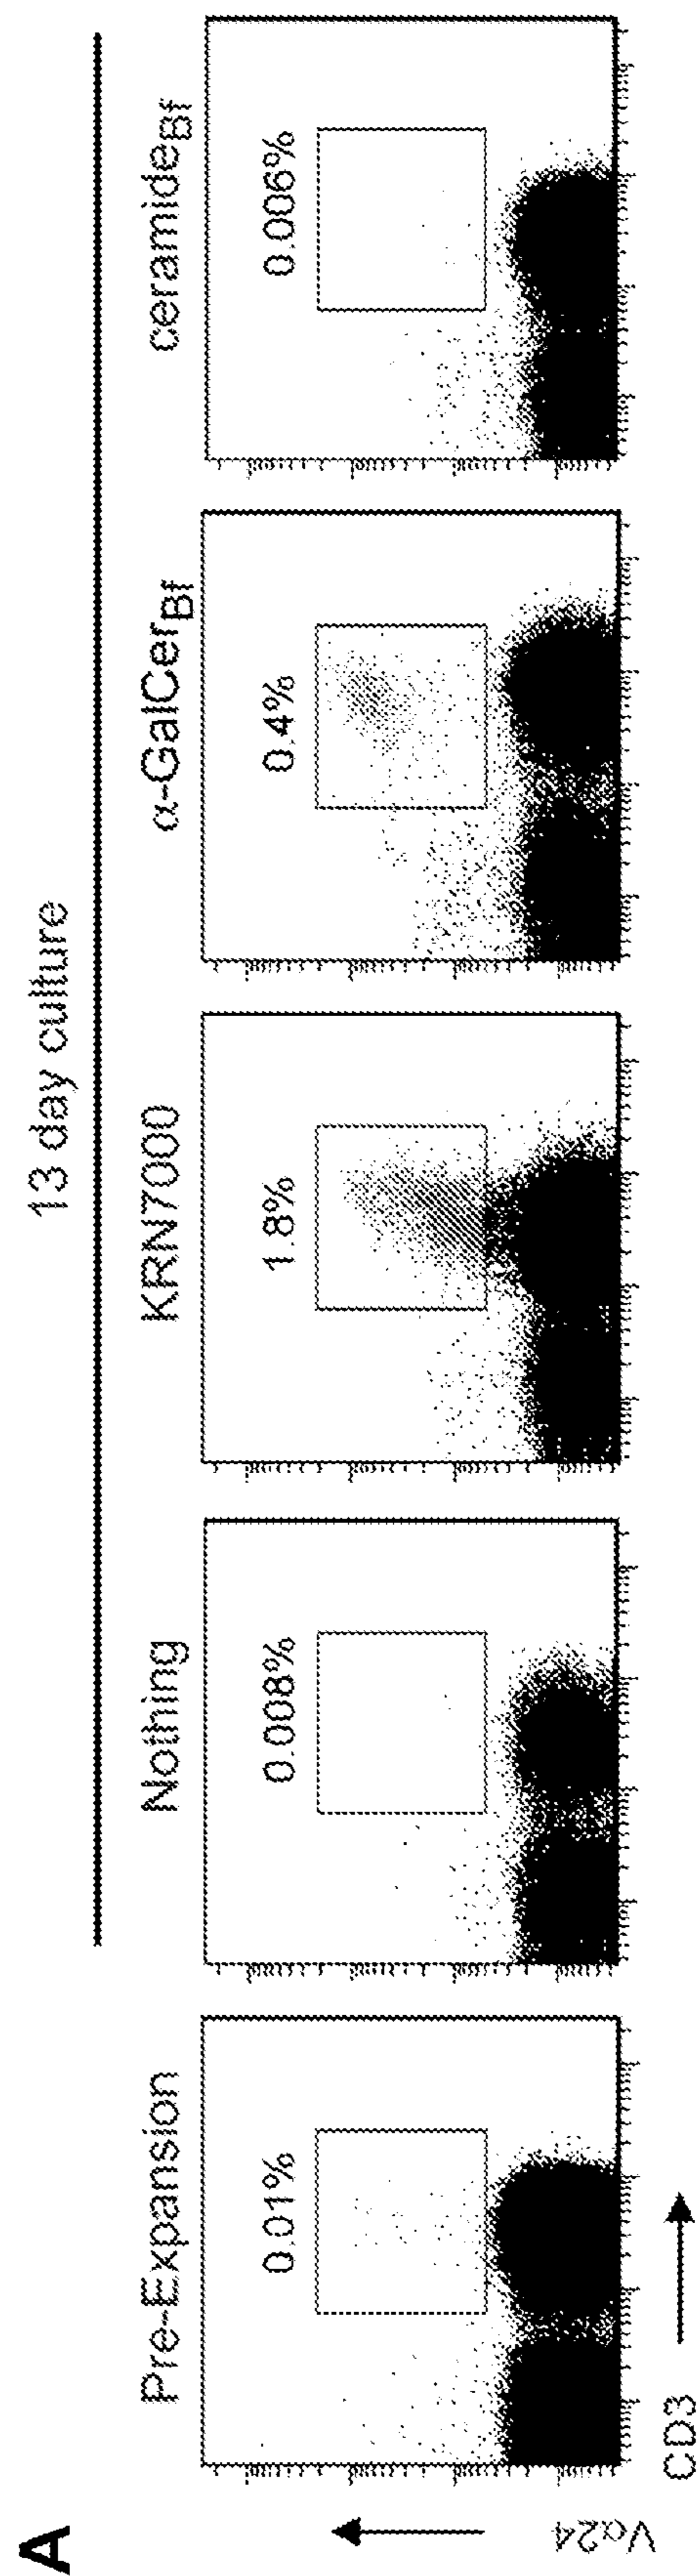 A
13 day culture
Pre-Expansion Nothing KRN7000 α-GalCerBf ceramideBf
0.01% 0.008% 1.8% 0.4% 0.006%
Vα24
CD3